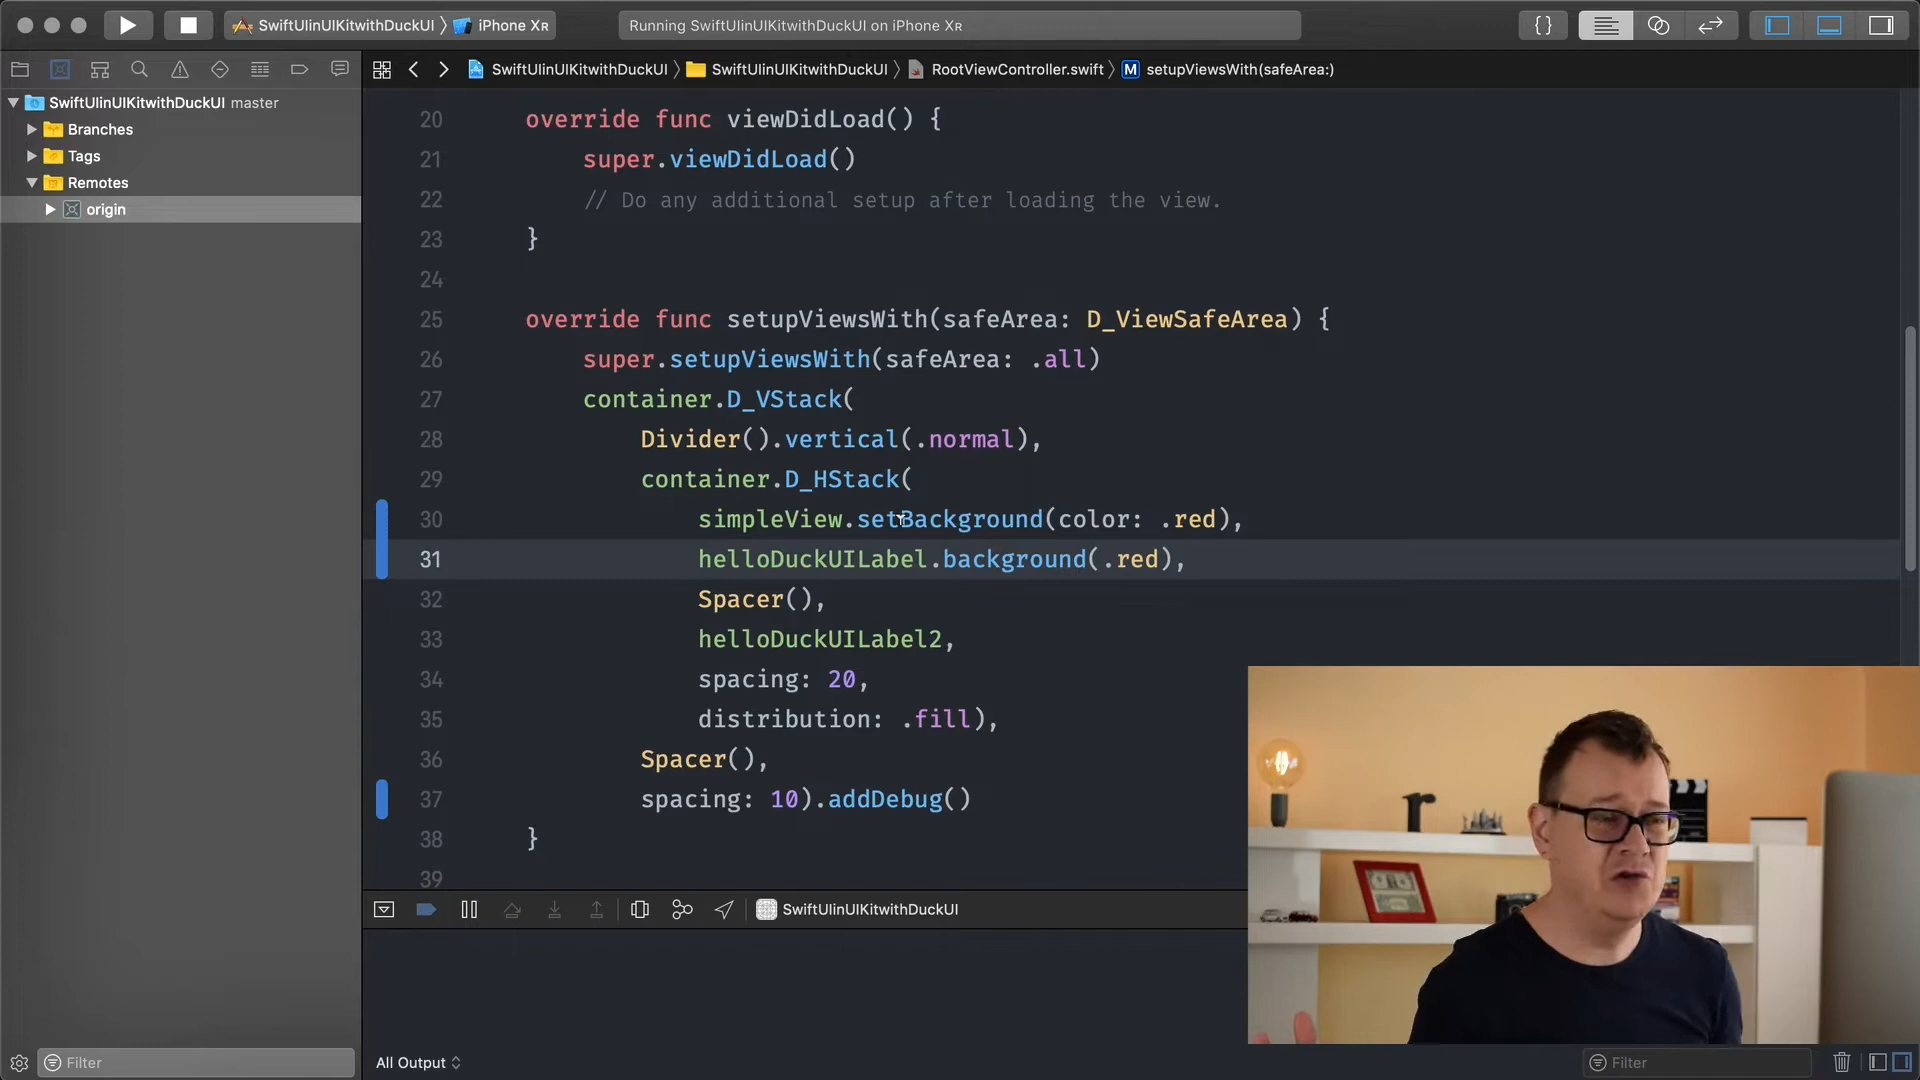 SwiftUIinUIKitwithDuckUI
iPhone XR
Running SwiftUIinUIKitwithDuckUI on iPhone XR
SwiftUIinUIKitwithDuckUI
SwiftUIinUIKitwithDuckUI
RootViewController.swift
M
setupViewsWith(safeArea:)
SwiftUIinUIKitwithDuckUI master
Branches
Tags
Remotes
origin
20 override func viewDidLoad() {
21 super.viewDidLoad()
22 // Do any additional setup after loading the view.
23 }
24
25 override func setupViewsWith(safeArea: D_ViewSafeArea) {
26 super.setupViewsWith(safeArea: .all)
27 container.D_VStack(
28 Divider().vertical(.normal),
29 container.D_HStack(
30 simpleView.setBackground(color: .red),
31 helloDuckUILabel.background(.red),
32 Spacer(),
33 helloDuckUILabel2,
34 spacing: 20,
35 distribution: .fill),
36 Spacer(),
37 spacing: 10).addDebug()
38 }
39
SwiftUIinUIKitwithDuckUI
Filter
All Output
Filter